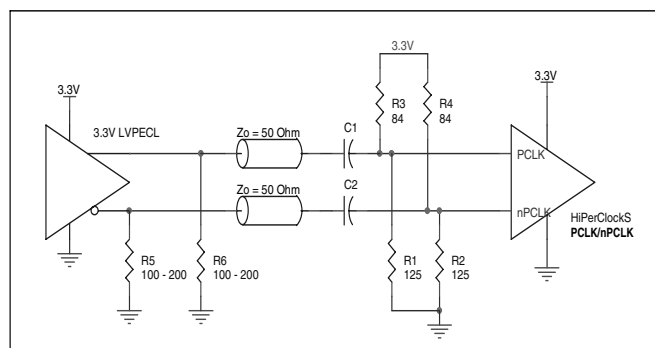 3.3V
3.3V
3.3V
R3
84
R4
84
3.3V LVPECL
Zo = 50 Ohm
C1
PCLK
Zo = 50 Ohm
C2
nPCLK
HiPerClockS
PCLK/nPCLK
R5
100 - 200
R6
100 - 200
R1
125
R2
125